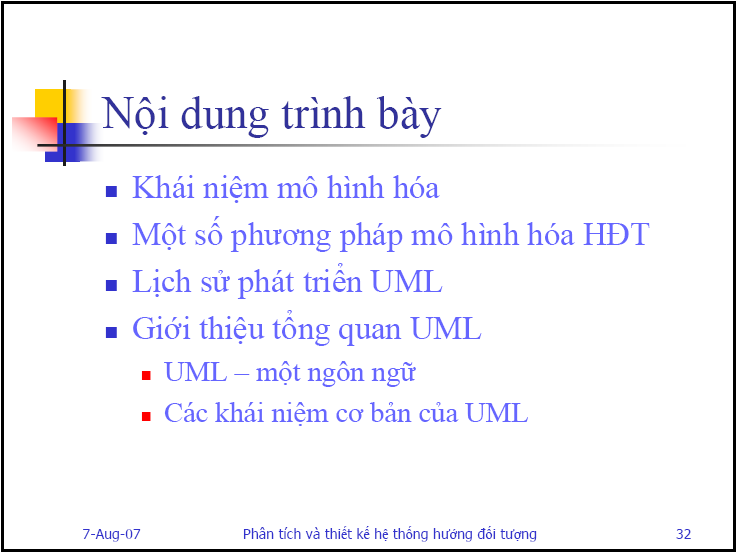 Nội dung trình bày
Khái niệm mô hình hóa
Một số phương pháp mô hình hóa HĐT
Lịch sử phát triển UML
Giới thiệu tổng quan UML
UML – một ngôn ngữ
Các khái niệm cơ bản của UML
7-Aug-07 Phân tích và thiết kế hệ thống hướng đối tượng 32